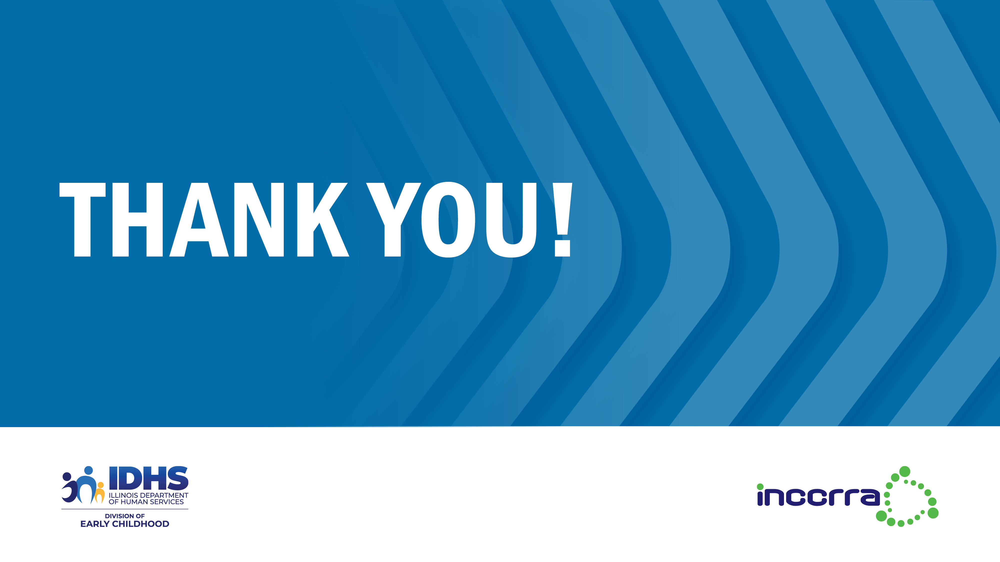 THANK YOU!
IDHS
ILLINOIS DEPARTMENT
OF HUMAN SERVICES
DIVISION OF
EARLY CHILDHOOD
inccrra